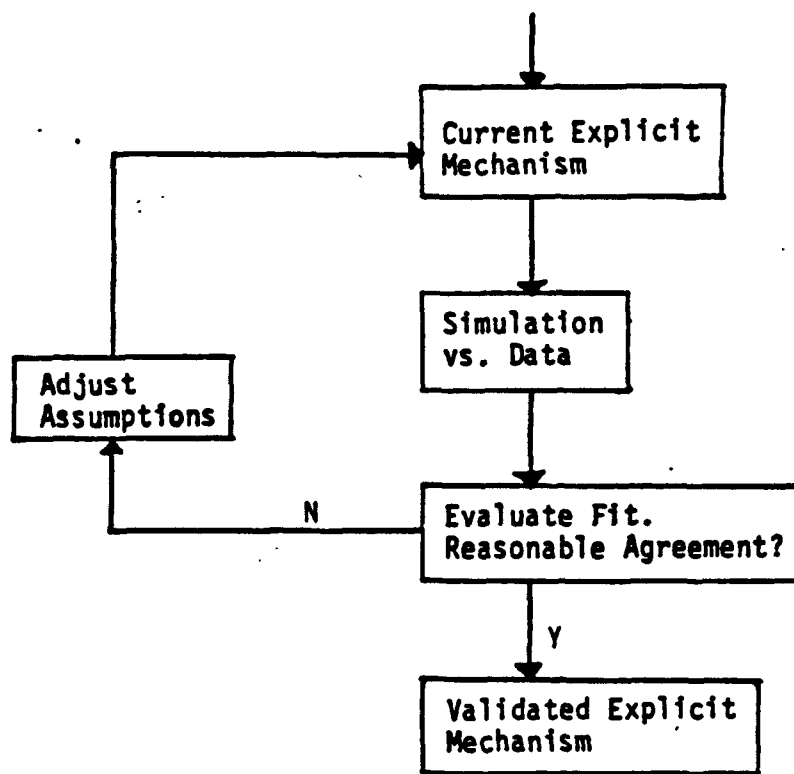 Current Explicit
Mechanism
Simulation
vs. Data
Adjust
Assumptions
N
Evaluate Fit.
Reasonable Agreement?
Y
Validated Explicit
Mechanism